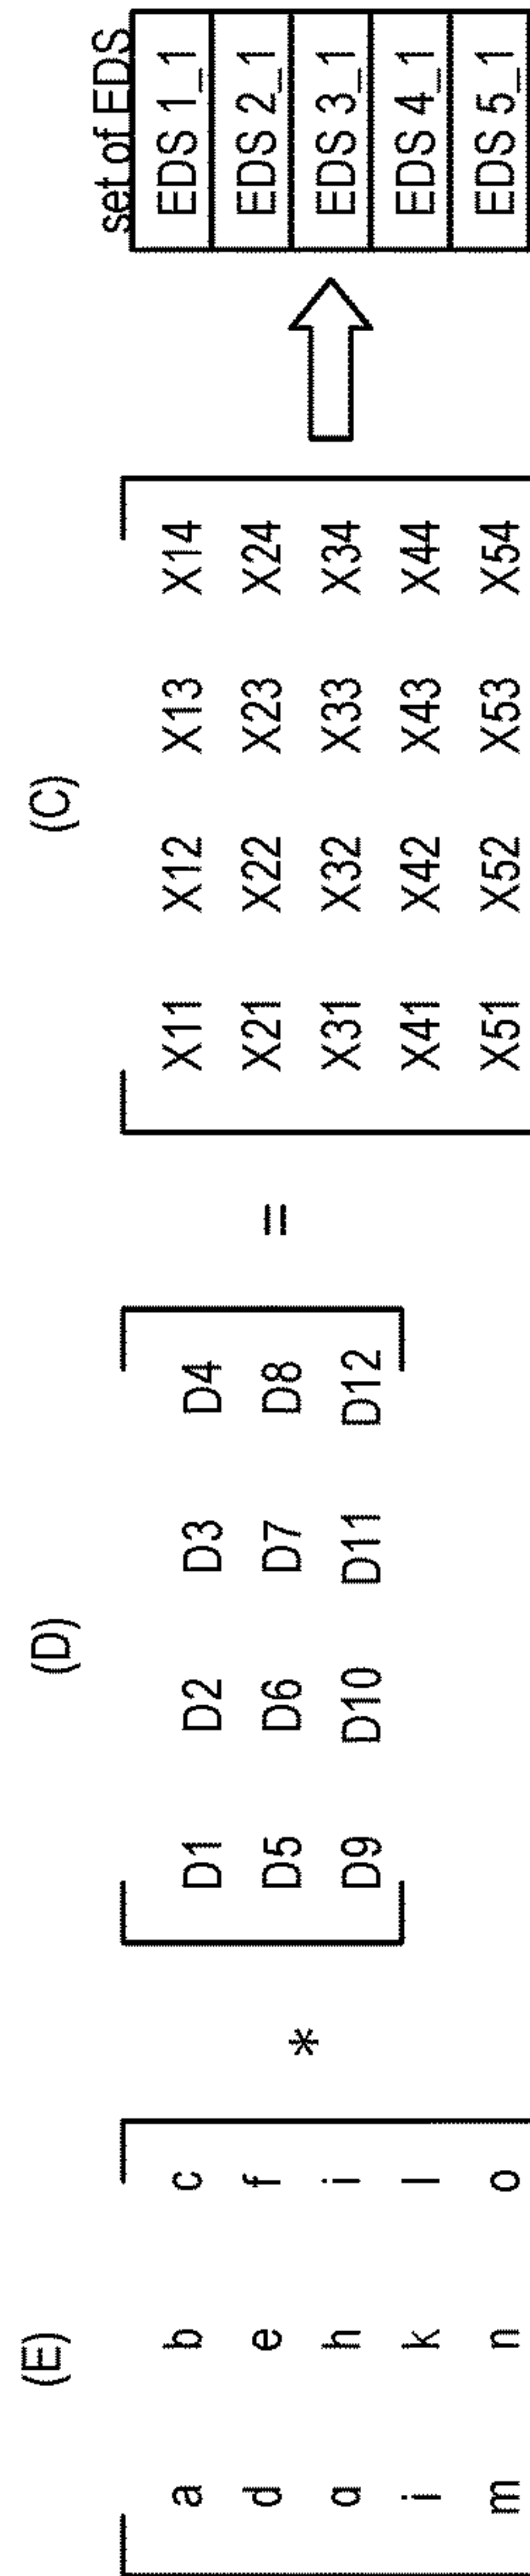 (E) (D) (C) set of EDS
a b c D1 D2 D3 D4 X11 X12 X13 X14 EDS 1_1
d e f * D5 D6 D7 D8 = X21 X22 X23 X24 EDS 2_1
g h i D9 D10 D11 D12 X31 X32 X33 X34 EDS 3_1
j k l X41 X42 X43 X44 EDS 4_1
m n o X51 X52 X53 X54 EDS 5_1